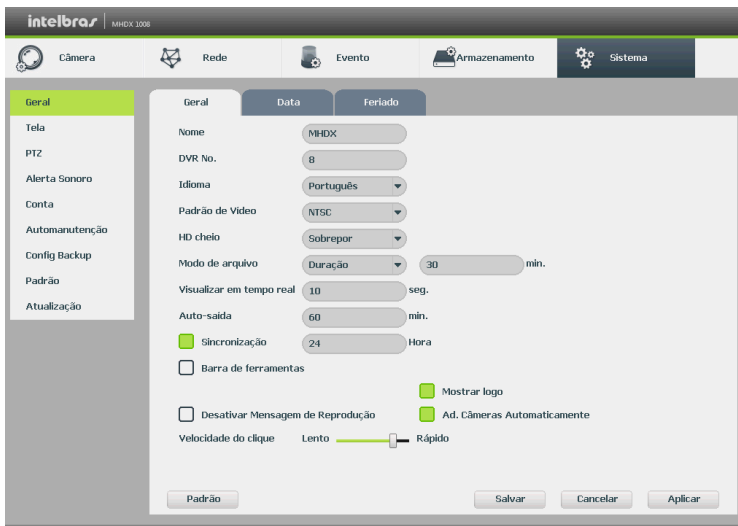 intelbras MHDX 1008
Câmera Rede Evento Armazenamento Sistema
Geral
Tela
PTZ
Alerta Sonoro
Conta
Automanutenção
Config Backup
Padrão
Atualização
Geral Data Feriado
Nome MHDX
DVR No. 8
Idioma Português
Padrão de Vídeo NTSC
HD cheio Sobrepor
Modo de arquivo Duração 30 min.
Visualizar em tempo real 10 seg.
Auto-saída 60 min.
Sincronização 24 Hora
Barra de ferramentas
Mostrar logo
Desativar Mensagem de Reprodução Ad. Câmeras Automaticamente
Velocidade do clique Lento Rápido
Padrão Salvar Cancelar Aplicar